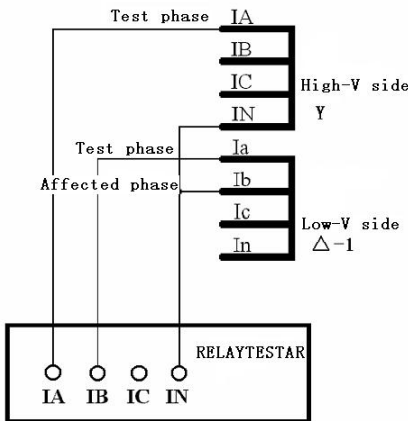 Test phase IA
IB
IC
High-V side
IN
Y
Test phase Ia
Affected phase Ib
Ic
Low-V side
In
△-1
RELAYTESTAR
IA IB IC IN